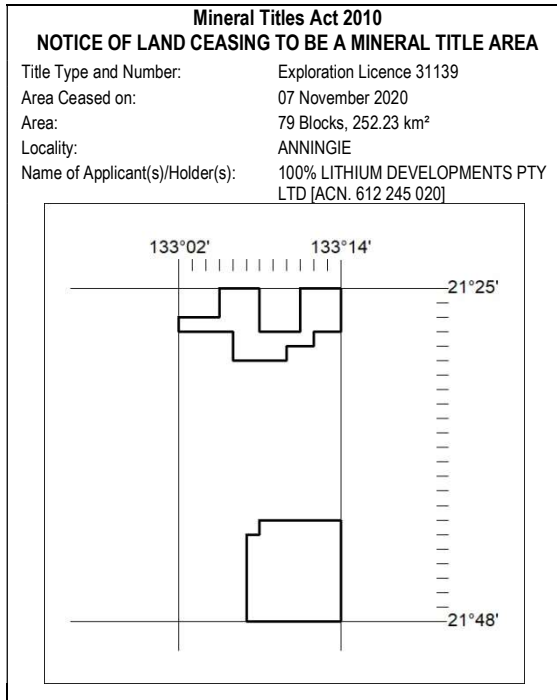 Mineral Titles Act 2010
NOTICE OF LAND CEASING TO BE A MINERAL TITLE AREA
Title Type and Number: Exploration Licence 31139
Area Ceased on: 07 November 2020
Area: 79 Blocks, 252.23 km²
Locality: ANNINGIE
Name of Applicant(s)/Holder(s): 100% LITHIUM DEVELOPMENTS PTY
LTD [ACN. 612 245 020]
133°02' 133°14'
21°25'
21°48'